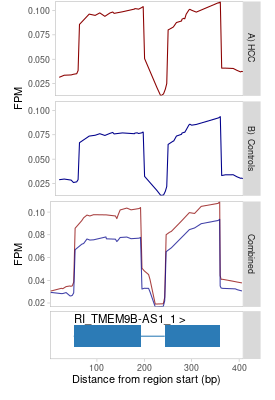 0.100
0.075
0.050
0.025
A) HCC
FPM
0.100
0.075
0.050
0.025
B) Controls
0.10
0.08
0.06
0.04
0.02
Combined
FPM
RI_TMEM9B-AS1_1 >
100 200 300 400
Distance from region start (bp)